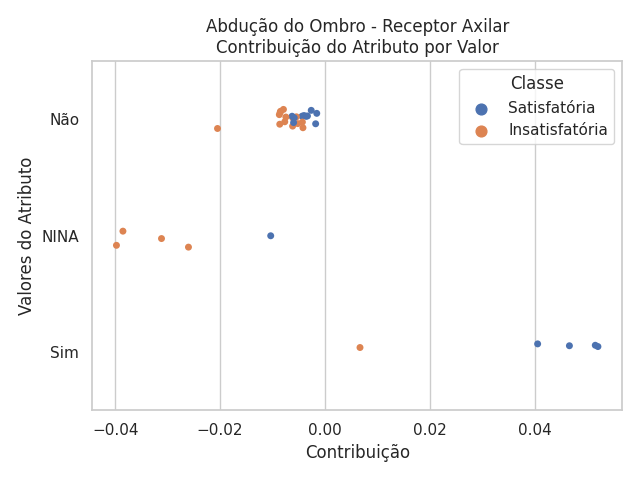 Abdução do Ombro - Receptor Axilar
Contribuição do Atributo por Valor
Classe
Satisfatória
Insatisfatória
Valores do Atributo
Não
NINA
Sim
−0.04
−0.02
0.00
0.02
0.04
Contribuição